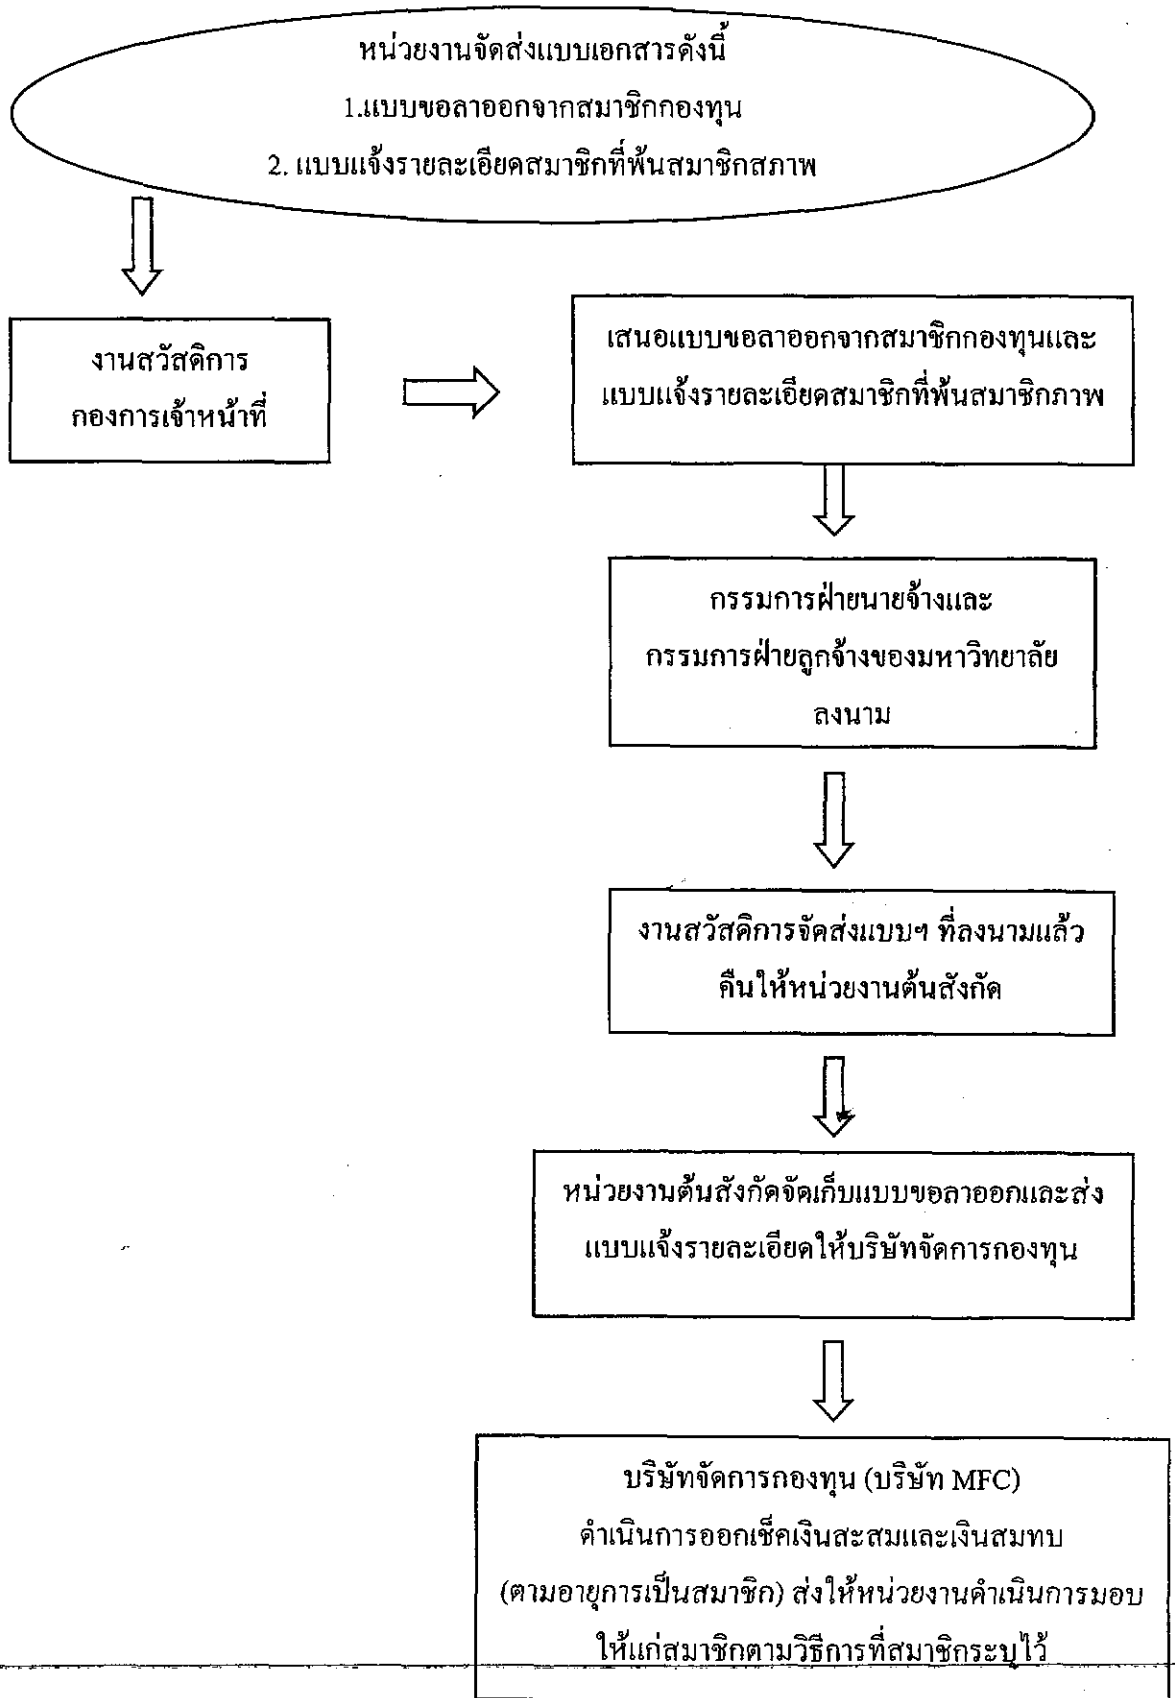 หน่วยงานจัดส่งแบบเอกสารดังนี้
1.แบบขอลาออกจากสมาชิกกองทุน
2. แบบแจ้งรายละเอียดสมาชิกที่พ้นสมาชิกสภาพ
งานสวัสดิการ
กองการเจ้าหน้าที่
เสนอแบบขอลาออกจากสมาชิกกองทุนและ
แบบแจ้งรายละเอียดสมาชิกที่พ้นสมาชิกภาพ
กรรมการฝ่ายนายจ้างและ
กรรมการฝ่ายลูกจ้างของมหาวิทยาลัย
ลงนาม
งานสวัสดิการจัดส่งแบบฯ ที่ลงนามแล้ว
คืนให้หน่วยงานต้นสังกัด
หน่วยงานต้นสังกัดจัดเก็บแบบขอลาออกและส่ง
แบบแจ้งรายละเอียดให้บริษัทจัดการกองทุน
บริษัทจัดการกองทุน (บริษัท MFC)
ดำเนินการออกเช็คเงินสะสมและเงินสมทบ
(ตามอายุการเป็นสมาชิก) ส่งให้หน่วยงานดำเนินการมอบ
ให้แก่สมาชิกตามวิธีการที่สมาชิกระบุไว้